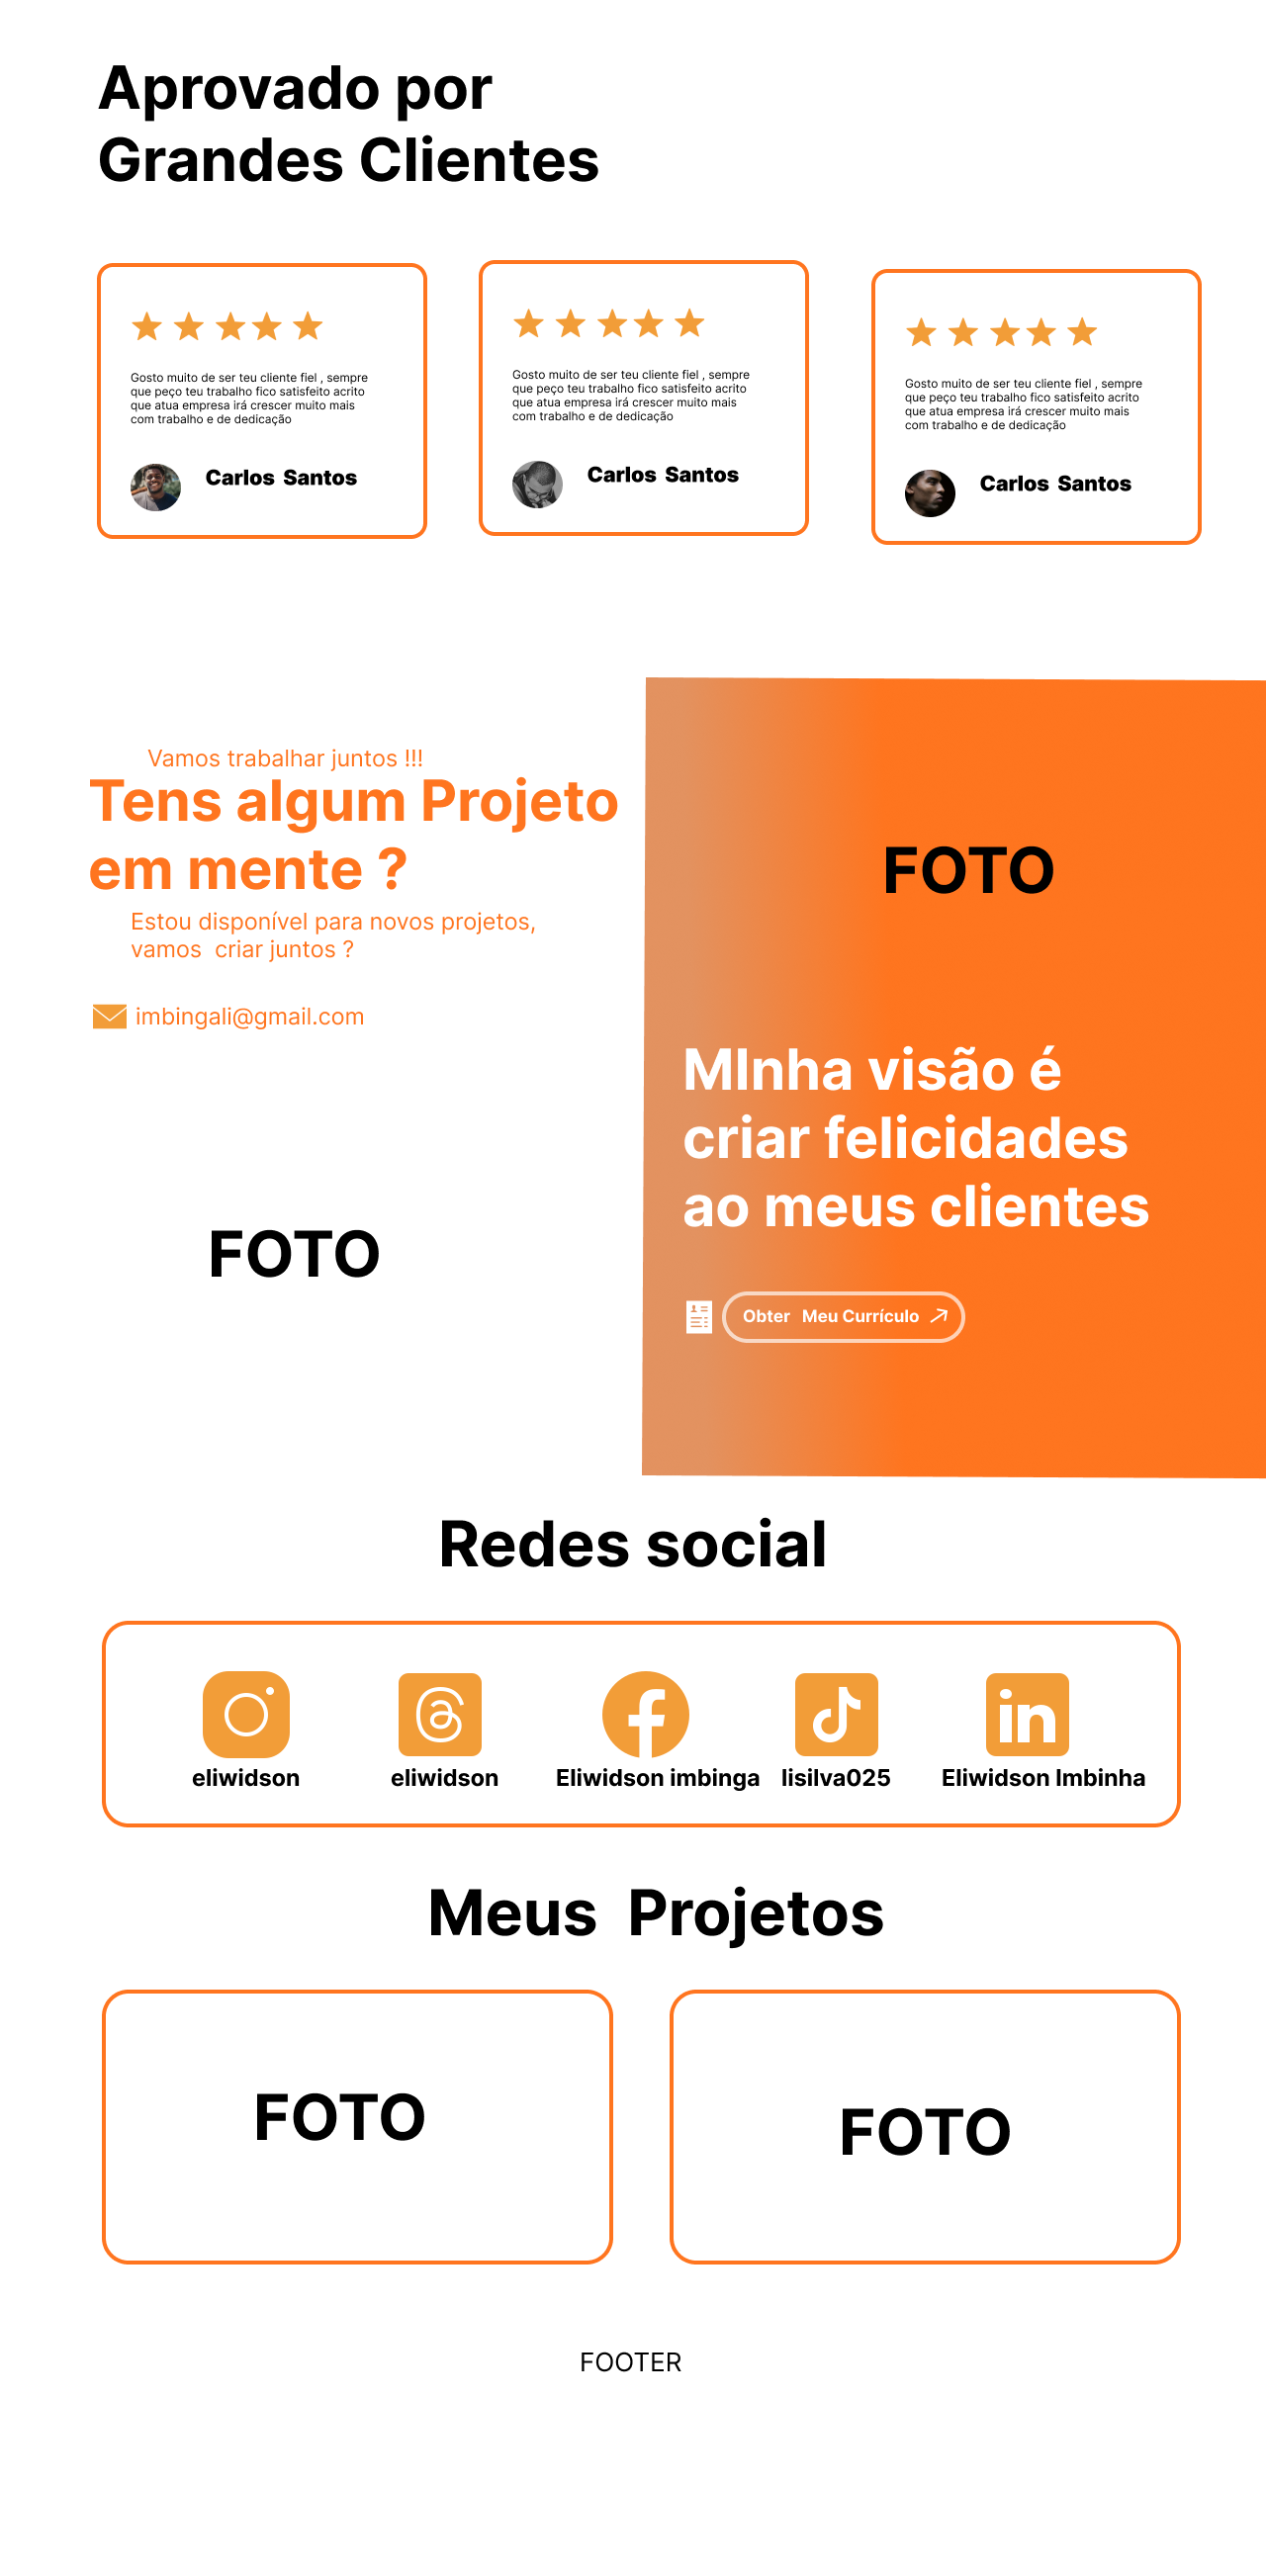 Aprovado por
Grandes Clientes
Gosto muito de ser teu cliente fiel , sempre
que peço teu trabalho fico satisfeito acrito
que atua empresa irá crescer muito mais
com trabalho e de dedicação
Carlos Santos
Gosto muito de ser teu cliente fiel , sempre
que peço teu trabalho fico satisfeito acrito
que atua empresa irá crescer muito mais
com trabalho e de dedicação
Carlos Santos
Gosto muito de ser teu cliente fiel , sempre
que peço teu trabalho fico satisfeito acrito
que atua empresa irá crescer muito mais
com trabalho e de dedicação
Carlos Santos
Vamos trabalhar juntos !!!
Tens algum Projeto
em mente ?
Estou disponível para novos projetos,
vamos criar juntos ?
imbingali@gmail.com
FOTO
FOTO
MInha visão é
criar felicidades
ao meus clientes
Obter Meu Currículo
Redes social
eliwidson
eliwidson
Eliwidson imbinga
lisilva025
Eliwidson Imbinha
Meus Projetos
FOTO
FOTO
FOOTER